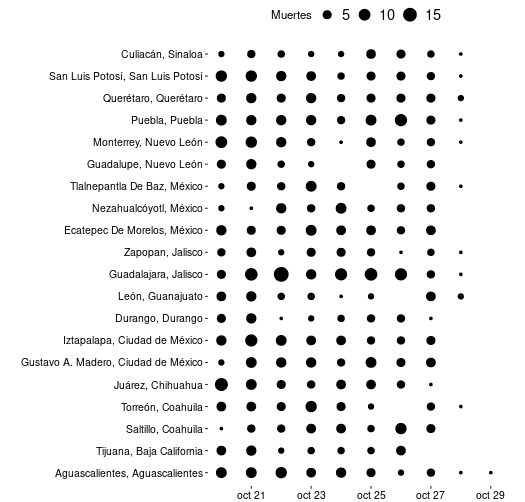 Muertes 5 10 15
Culiacán, Sinaloa
San Luis Potosí, San Luis Potosí
Querétaro, Querétaro
Puebla, Puebla
Monterrey, Nuevo León
Guadalupe, Nuevo León
Tlalnepantla De Baz, México
Nezahualcóyotl, México
Ecatepec De Morelos, México
Zapopan, Jalisco
Guadalajara, Jalisco
León, Guanajuato
Durango, Durango
Iztapalapa, Ciudad de México
Gustavo A. Madero, Ciudad de México
Juárez, Chihuahua
Torreón, Coahuila
Saltillo, Coahuila
Tijuana, Baja California
Aguascalientes, Aguascalientes
oct 21 oct 23 oct 25 oct 27 oct 29